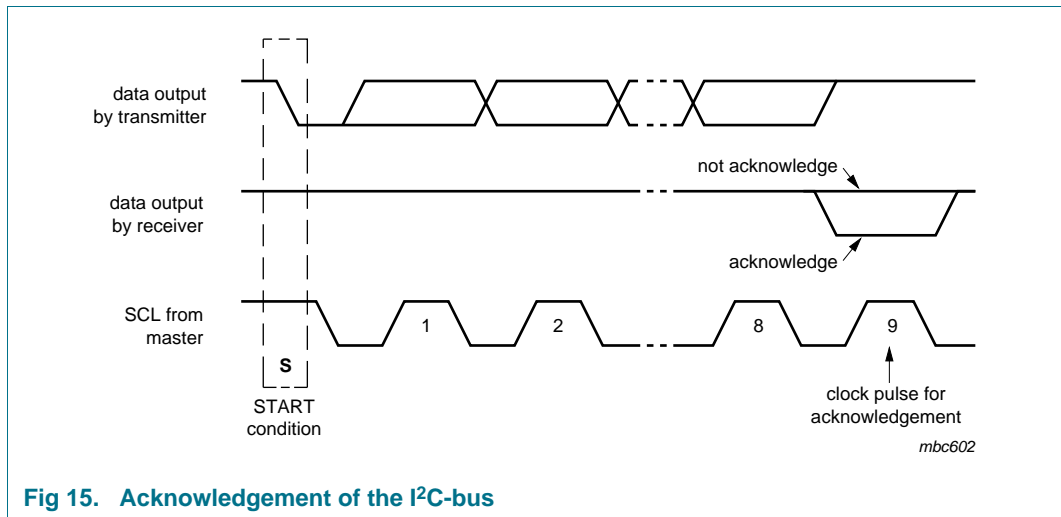 data output
by transmitter
not acknowledge
data output
by receiver
acknowledge
SCL from
master
1
2
8
9
S
START
condition
clock pulse for
acknowledgement
mbc602
Fig 15. Acknowledgement of the I²C-bus